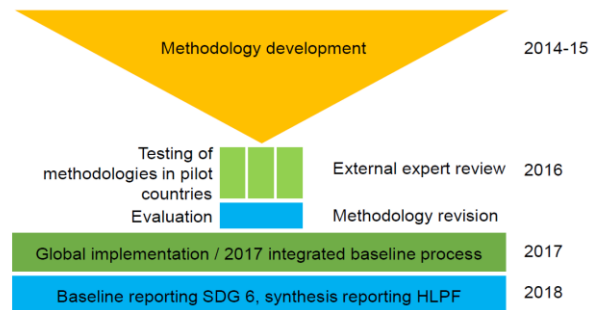 Methodology development
2014-15
Testing of
methodologies in pilot
countries
External expert review
2016
Evaluation
Methodology revision
Global implementation / 2017 integrated baseline process
2017
Baseline reporting SDG 6, synthesis reporting HLPF
2018